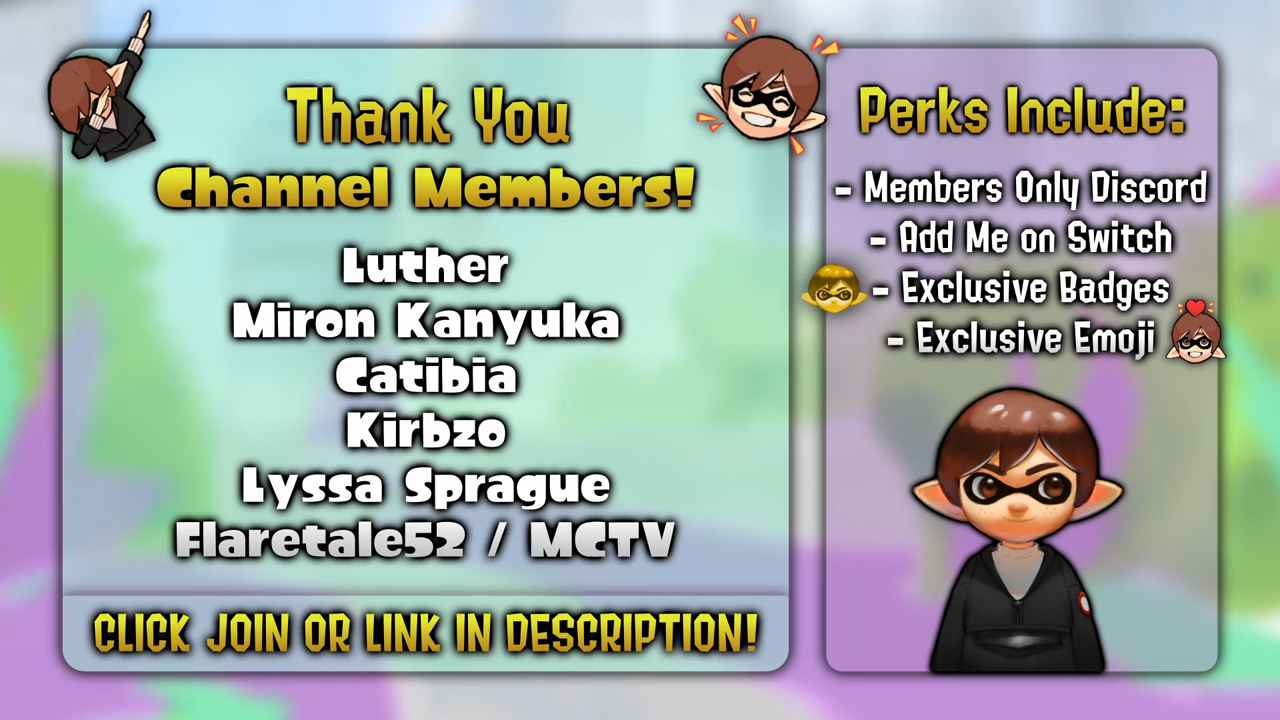 Thank You
Channel Members!
Luther
Miron Kanyuka
Catibia
Kirbzo
Lyssa Sprague
Flaretale52 / MCTV
CLICK JOIN OR LINK IN DESCRIPTION!
Perks Include:
- Members Only Discord
- Add Me on Switch
- Exclusive Badges
- Exclusive Emoji